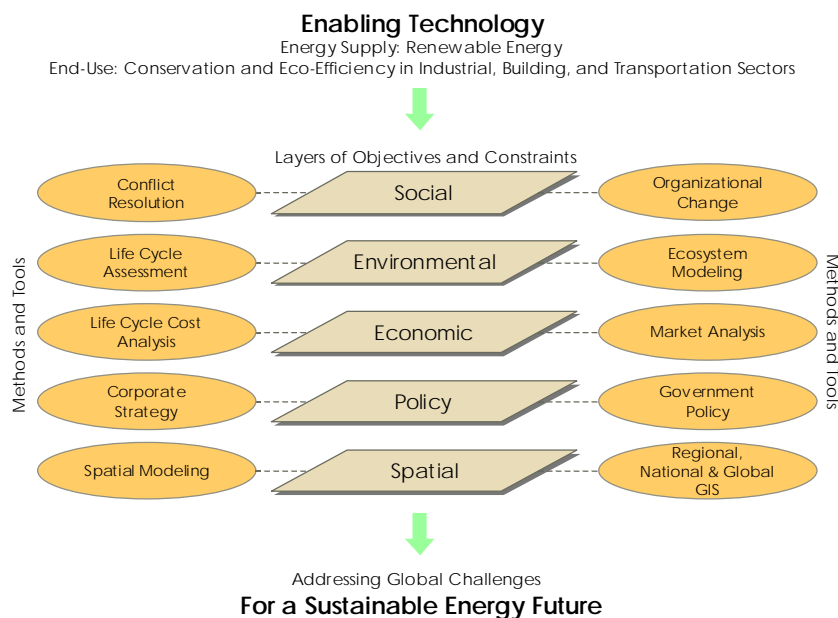 Enabling Technology
Energy Supply: Renewable Energy
End-Use: Conservation and Eco-Efficiency in Industrial, Building, and Transportation Sectors
Layers of Objectives and Constraints
Methods and Tools
Conflict
Resolution
Social
Organizational
Change
Life Cycle
Assessment
Environmental
Ecosystem
Modeling
Life Cycle Cost
Analysis
Economic
Market Analysis
Corporate
Strategy
Policy
Government
Policy
Spatial Modeling
Spatial
Regional,
National & Global
GIS
Methods and Tools
Addressing Global Challenges
For a Sustainable Energy Future